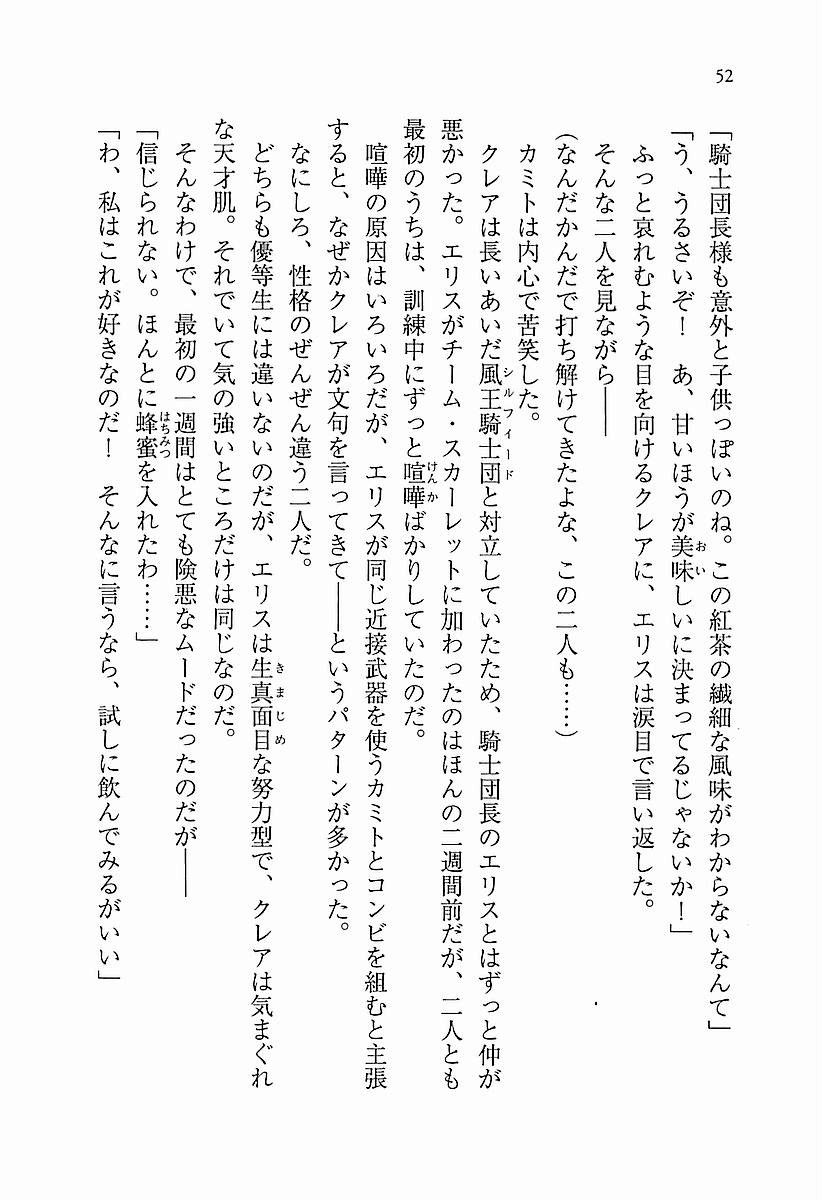 52
「騎士団長様も意外と子供っぽいのね。この紅茶の繊細な風味がわからないなんて」
「う、うるさいぞ！　あ、甘いほうが美味しいに決まってるじゃないか！」
ふっと哀れむような目を向けるクレアに、エリスは涙目で言い返した。
そんな二人を見ながら――
（なんだかんだで打ち解けてきたよな、この二人も……）
カミトは内心で苦笑した。
クレアは長いあいだ風王騎士団と対立していたため、騎士団長のエリスとはずっと仲が
悪かった。エリスがチーム・スカーレットに加わったのはほんの二週間前だが、二人とも
最初のうちは、訓練中にずっと喧嘩ばかりしていたのだ。
喧嘩の原因はいろいろだが、エリスが同じ近接武器を使うカミトとコンビを組むと主張
すると、なぜかクレアが文句を言ってきて――というパターンが多かった。
なにしろ、性格のぜんぜん違う二人だ。
どちらも優等生には違いないのだが、エリスは生真面目な努力型で、クレアは気まぐれ
な天才肌。それでいて気の強いところだけは同じなのだ。
そんなわけで、最初の一週間はとても険悪なムードだったのだが――
「信じられない。ほんとに蜂蜜を入れたわ……」
「わ、私はこれが好きなのだ！　そんなに言うなら、試しに飲んでみるがいい」